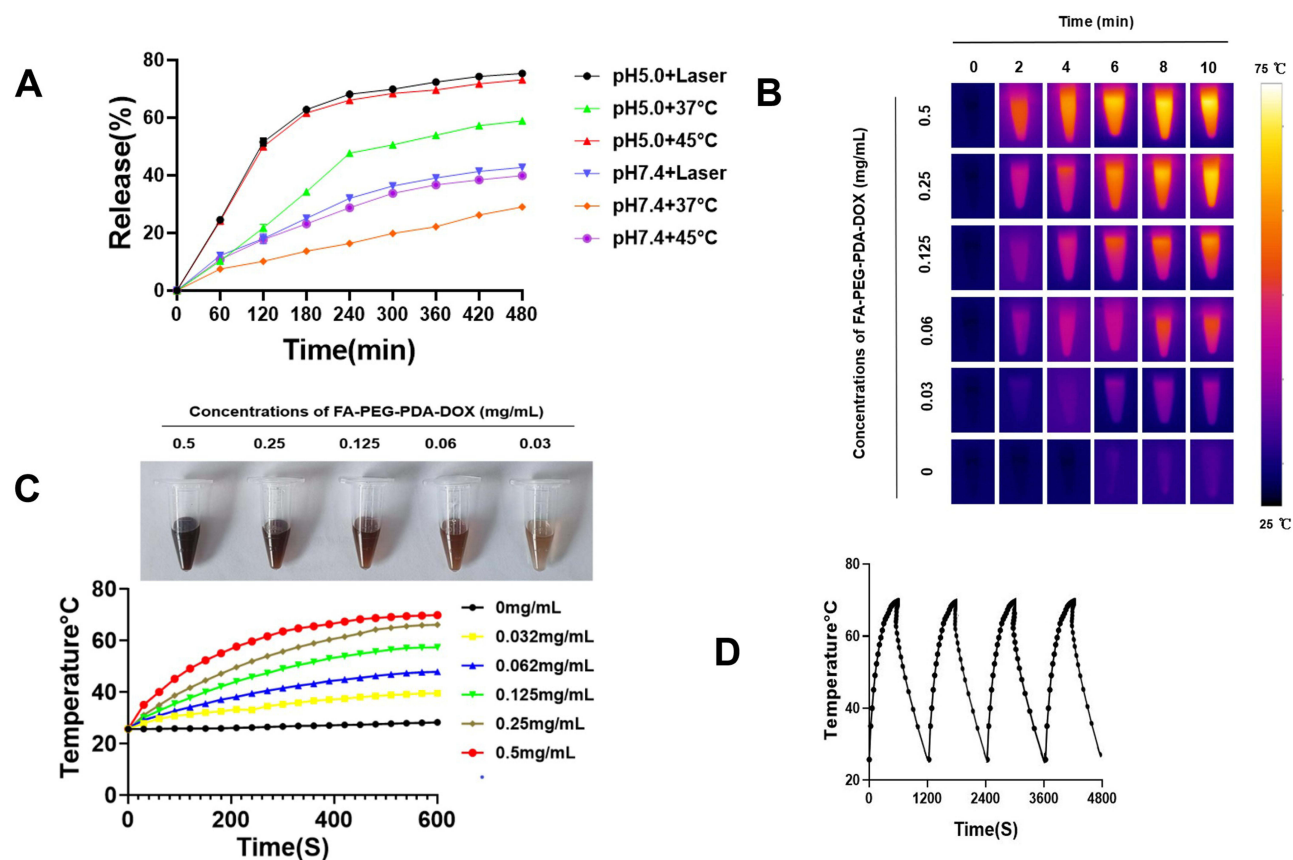 A
80
60
40
20
0
Release(%)
0 60 120 180 240 300 360 420 480
Time(min)
pH5.0+Laser
pH5.0+37°C
pH5.0+45°C
pH7.4+Laser
pH7.4+37°C
pH7.4+45°C
B
Time (min)
0 2 4 6 8 10
75 ℃
Concentrations of FA-PEG-PDA-DOX (mg/mL)
0.5
0.25
0.125
0.06
0.03
0
25 ℃
C
Concentrations of FA-PEG-PDA-DOX (mg/mL)
0.5 0.25 0.125 0.06 0.03
80
60
40
20
0
Temperature°C
0 200 400 600
Time(S)
0mg/mL
0.032mg/mL
0.062mg/mL
0.125mg/mL
0.25mg/mL
0.5mg/mL
D
80
60
40
20
Temperature°C
0 1200 2400 3600 4800
Time(S)